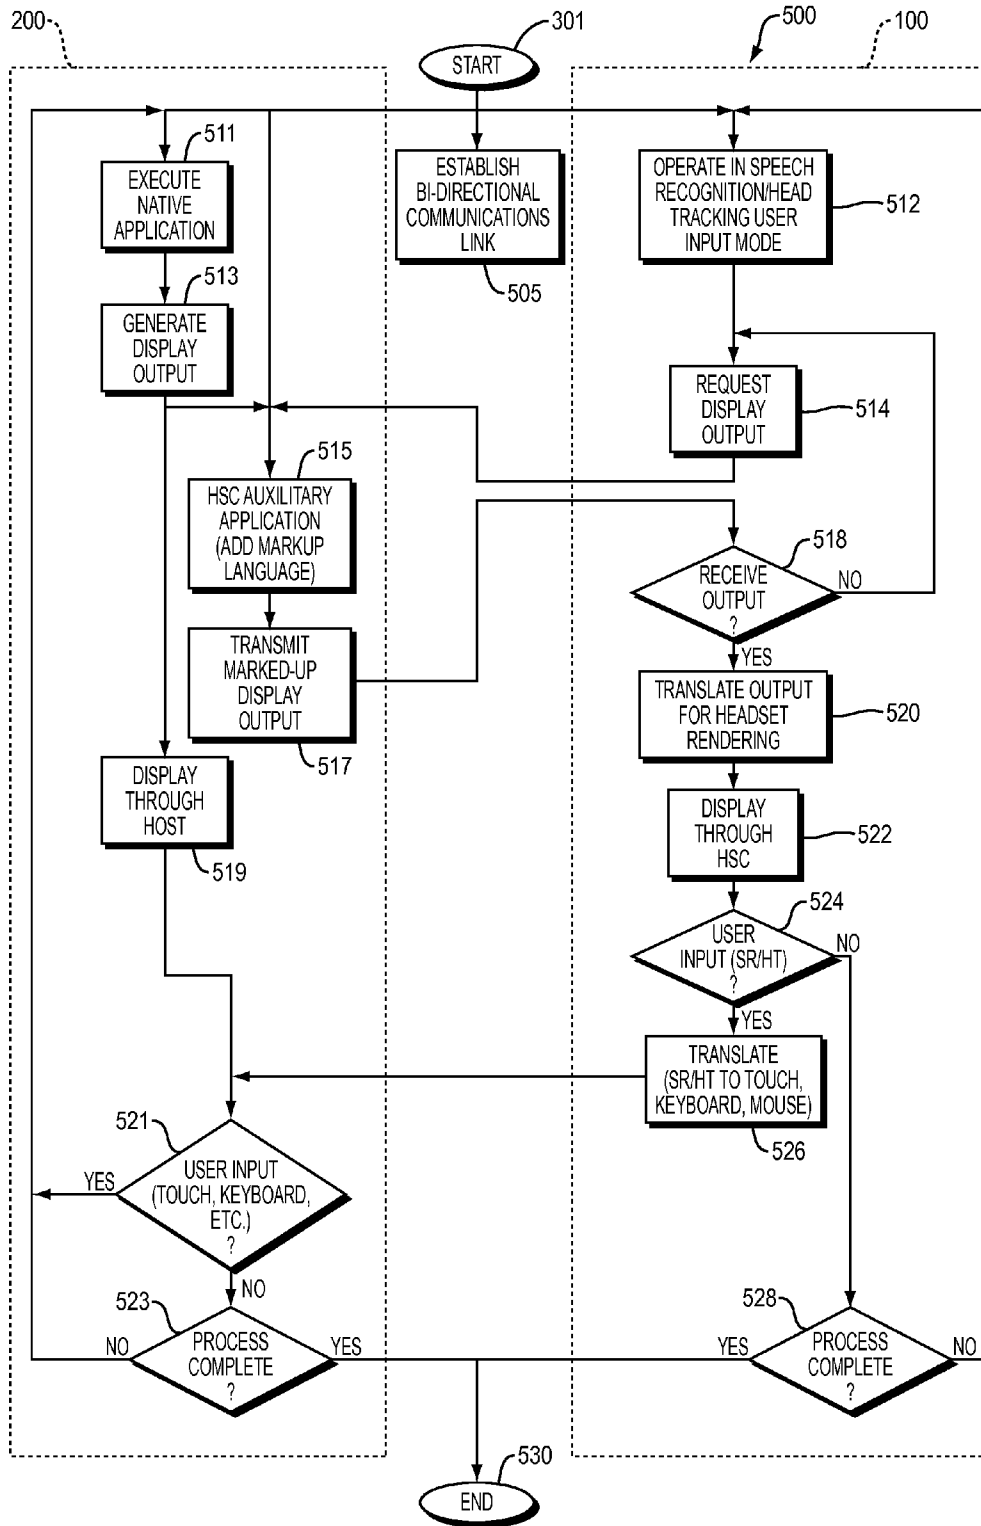 200
301
500
100
START
511
EXECUTE
NATIVE
APPLICATION
ESTABLISH
BI-DIRECTIONAL
COMMUNICATIONS
LINK
505
OPERATE IN SPEECH
RECOGNITION/HEAD
TRACKING USER
INPUT MODE
512
513
GENERATE
DISPLAY
OUTPUT
REQUEST
DISPLAY
OUTPUT
514
515
HSC AUXILITARY
APPLICATION
(ADD MARKUP
LANGUAGE)
518
RECEIVE
OUTPUT
?
NO
YES
TRANSMIT
MARKED-UP
DISPLAY
OUTPUT
517
TRANSLATE OUTPUT
FOR HEADSET
RENDERING
520
DISPLAY
THROUGH
HOST
519
DISPLAY
THROUGH
HSC
522
524
USER
INPUT (SR/HT)
?
NO
YES
TRANSLATE
(SR/HT TO TOUCH,
KEYBOARD, MOUSE)
526
521
USER INPUT
(TOUCH, KEYBOARD,
ETC.)
?
YES
NO
523
PROCESS
COMPLETE
?
NO
YES
528
PROCESS
COMPLETE
?
YES
NO
530
END